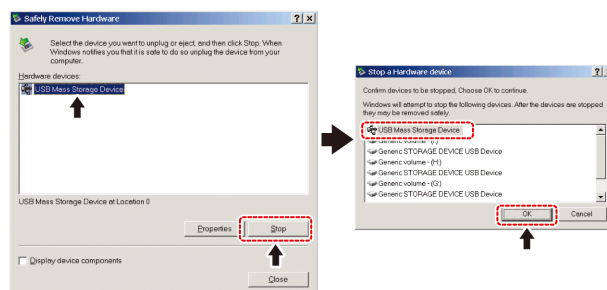 Safely Remove Hardware
Select the device you want to unplug or eject, and then click Stop. When
Windows notifies you that it is safe to do so unplug the device from your
computer.
Hardware devices:
USB Mass Storage Device
USB Mass Storage Device at Location 0
Properties
Stop
Display device components
Close
Stop a Hardware device
Confirm devices to be stopped, Choose OK to continue.
Windows will attempt to stop the following devices. After the devices are stopped
they may be removed safely.
USB Mass Storage Device
Generic volume - (I:)
Generic STORAGE DEVICE USB Device
Generic volume - (H:)
Generic STORAGE DEVICE USB Device
Generic volume - (G:)
Generic STORAGE DEVICE USB Device
OK
Cancel